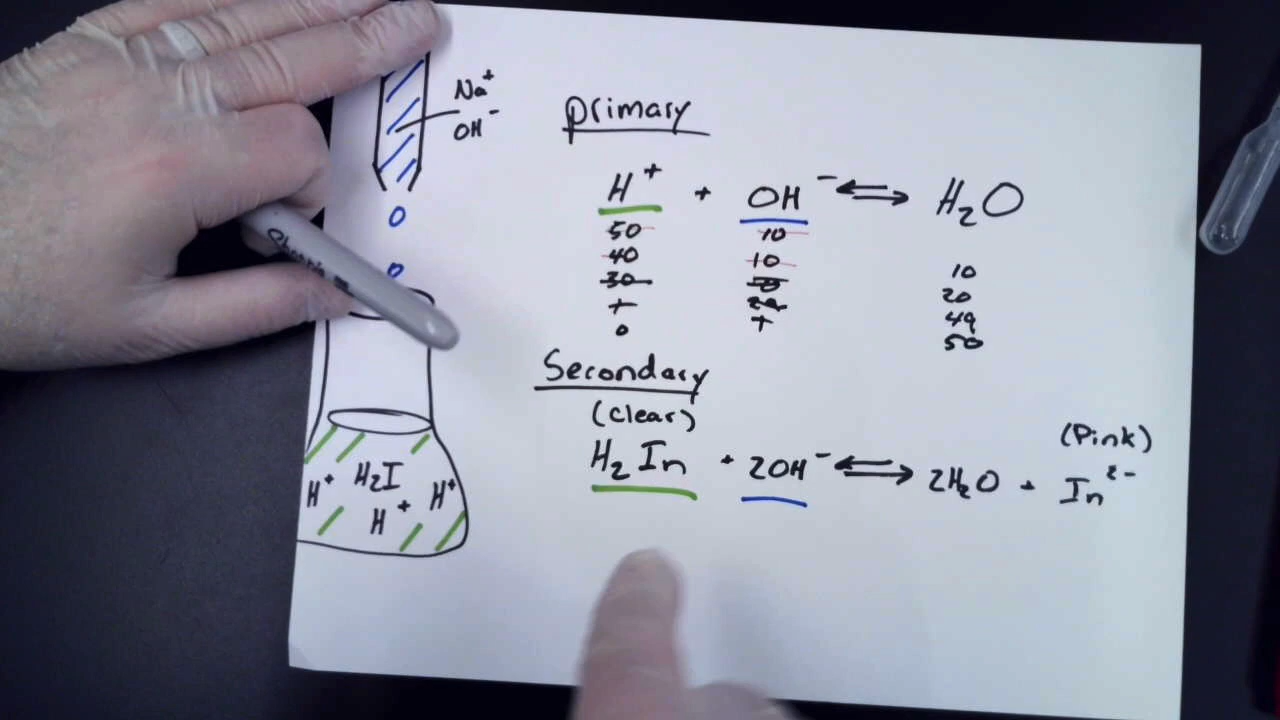 Na+
OH-
primary
H+ + OH- ⇌ H2O
50 10
40 10 10
30 20
49
0 + 50
Secondary
(Clear) (Pink)
H2In + 2OH- ⇌ 2H2O + In2-
H+ H2I H+
H+
Sharpie